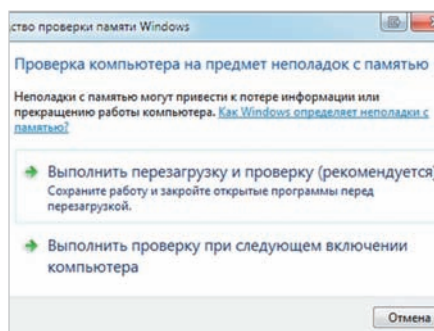 ство проверки памяти Windows
Проверка компьютера на предмет неполадок с памятью
Неполадки с памятью могут привести к потере информации или
прекращению работы компьютера. Как Windows определяет неполадки с
памятью?
Выполнить перезагрузку и проверку (рекомендуется)
Сохраните работу и закройте открытые программы перед
перезагрузкой.
Выполнить проверку при следующем включении
компьютера
Отмена